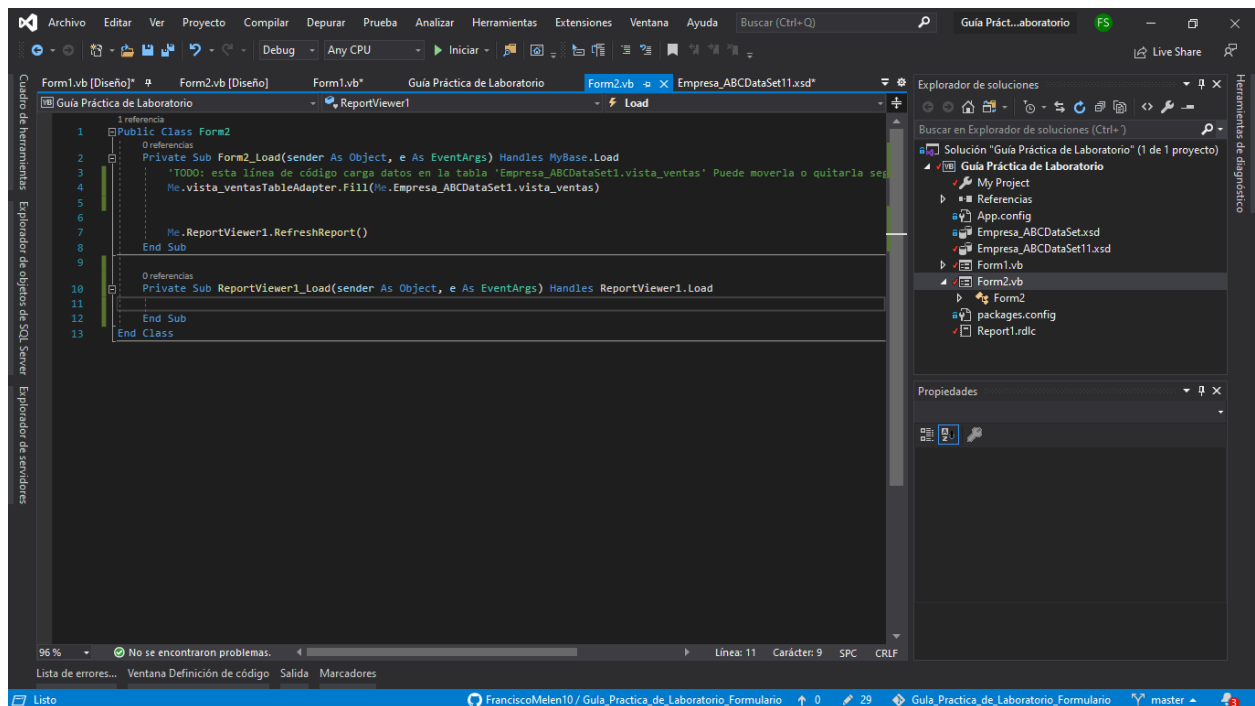 Archivo Editar Ver Proyecto Compilar Depurar Prueba Analizar Herramientas Extensiones Ventana Ayuda Buscar (Ctrl+Q) Guía Práct...aboratorio FS
Debug Any CPU Iniciar Live Share
Form1.vb [Diseño]* Form2.vb [Diseño] Form1.vb* Guía Práctica de Laboratorio Form2.vb Empresa_ABCDataSet11.xsd*
VB Guía Práctica de Laboratorio ReportViewer1 Load
1 referencia
1 Public Class Form2
0 referencias
2 Private Sub Form2_Load(sender As Object, e As EventArgs) Handles MyBase.Load
3 'TODO: esta línea de código carga datos en la tabla 'Empresa_ABCDataSet1.vista_ventas' Puede moverla o quitarla seg
4 Me.vista_ventasTableAdapter.Fill(Me.Empresa_ABCDataSet1.vista_ventas)
5
6
7 Me.ReportViewer1.RefreshReport()
8 End Sub
9
0 referencias
10 Private Sub ReportViewer1_Load(sender As Object, e As EventArgs) Handles ReportViewer1.Load
11
12 End Sub
13 End Class
96 % No se encontraron problemas. Línea: 11 Carácter: 9 SPC CRLF
Lista de errores... Ventana Definición de código Salida Marcadores
Cuadro de herramientas
Explorador de objetos de SQL Server
Explorador de servidores
Explorador de soluciones
Buscar en Explorador de soluciones (Ctrl+´)
Solución "Guía Práctica de Laboratorio" (1 de 1 proyecto)
VB Guía Práctica de Laboratorio
My Project
Referencias
App.config
Empresa_ABCDataSet.xsd
Empresa_ABCDataSet11.xsd
Form1.vb
Form2.vb
Form2
packages.config
Report1.rdlc
Propiedades
Herramientas de diagnóstico
Listo FranciscoMelen10 / Gula_Practica_de_Laboratorio_Formulario 0 29 Gula_Practica_de_Laboratorio_Formulario master 3